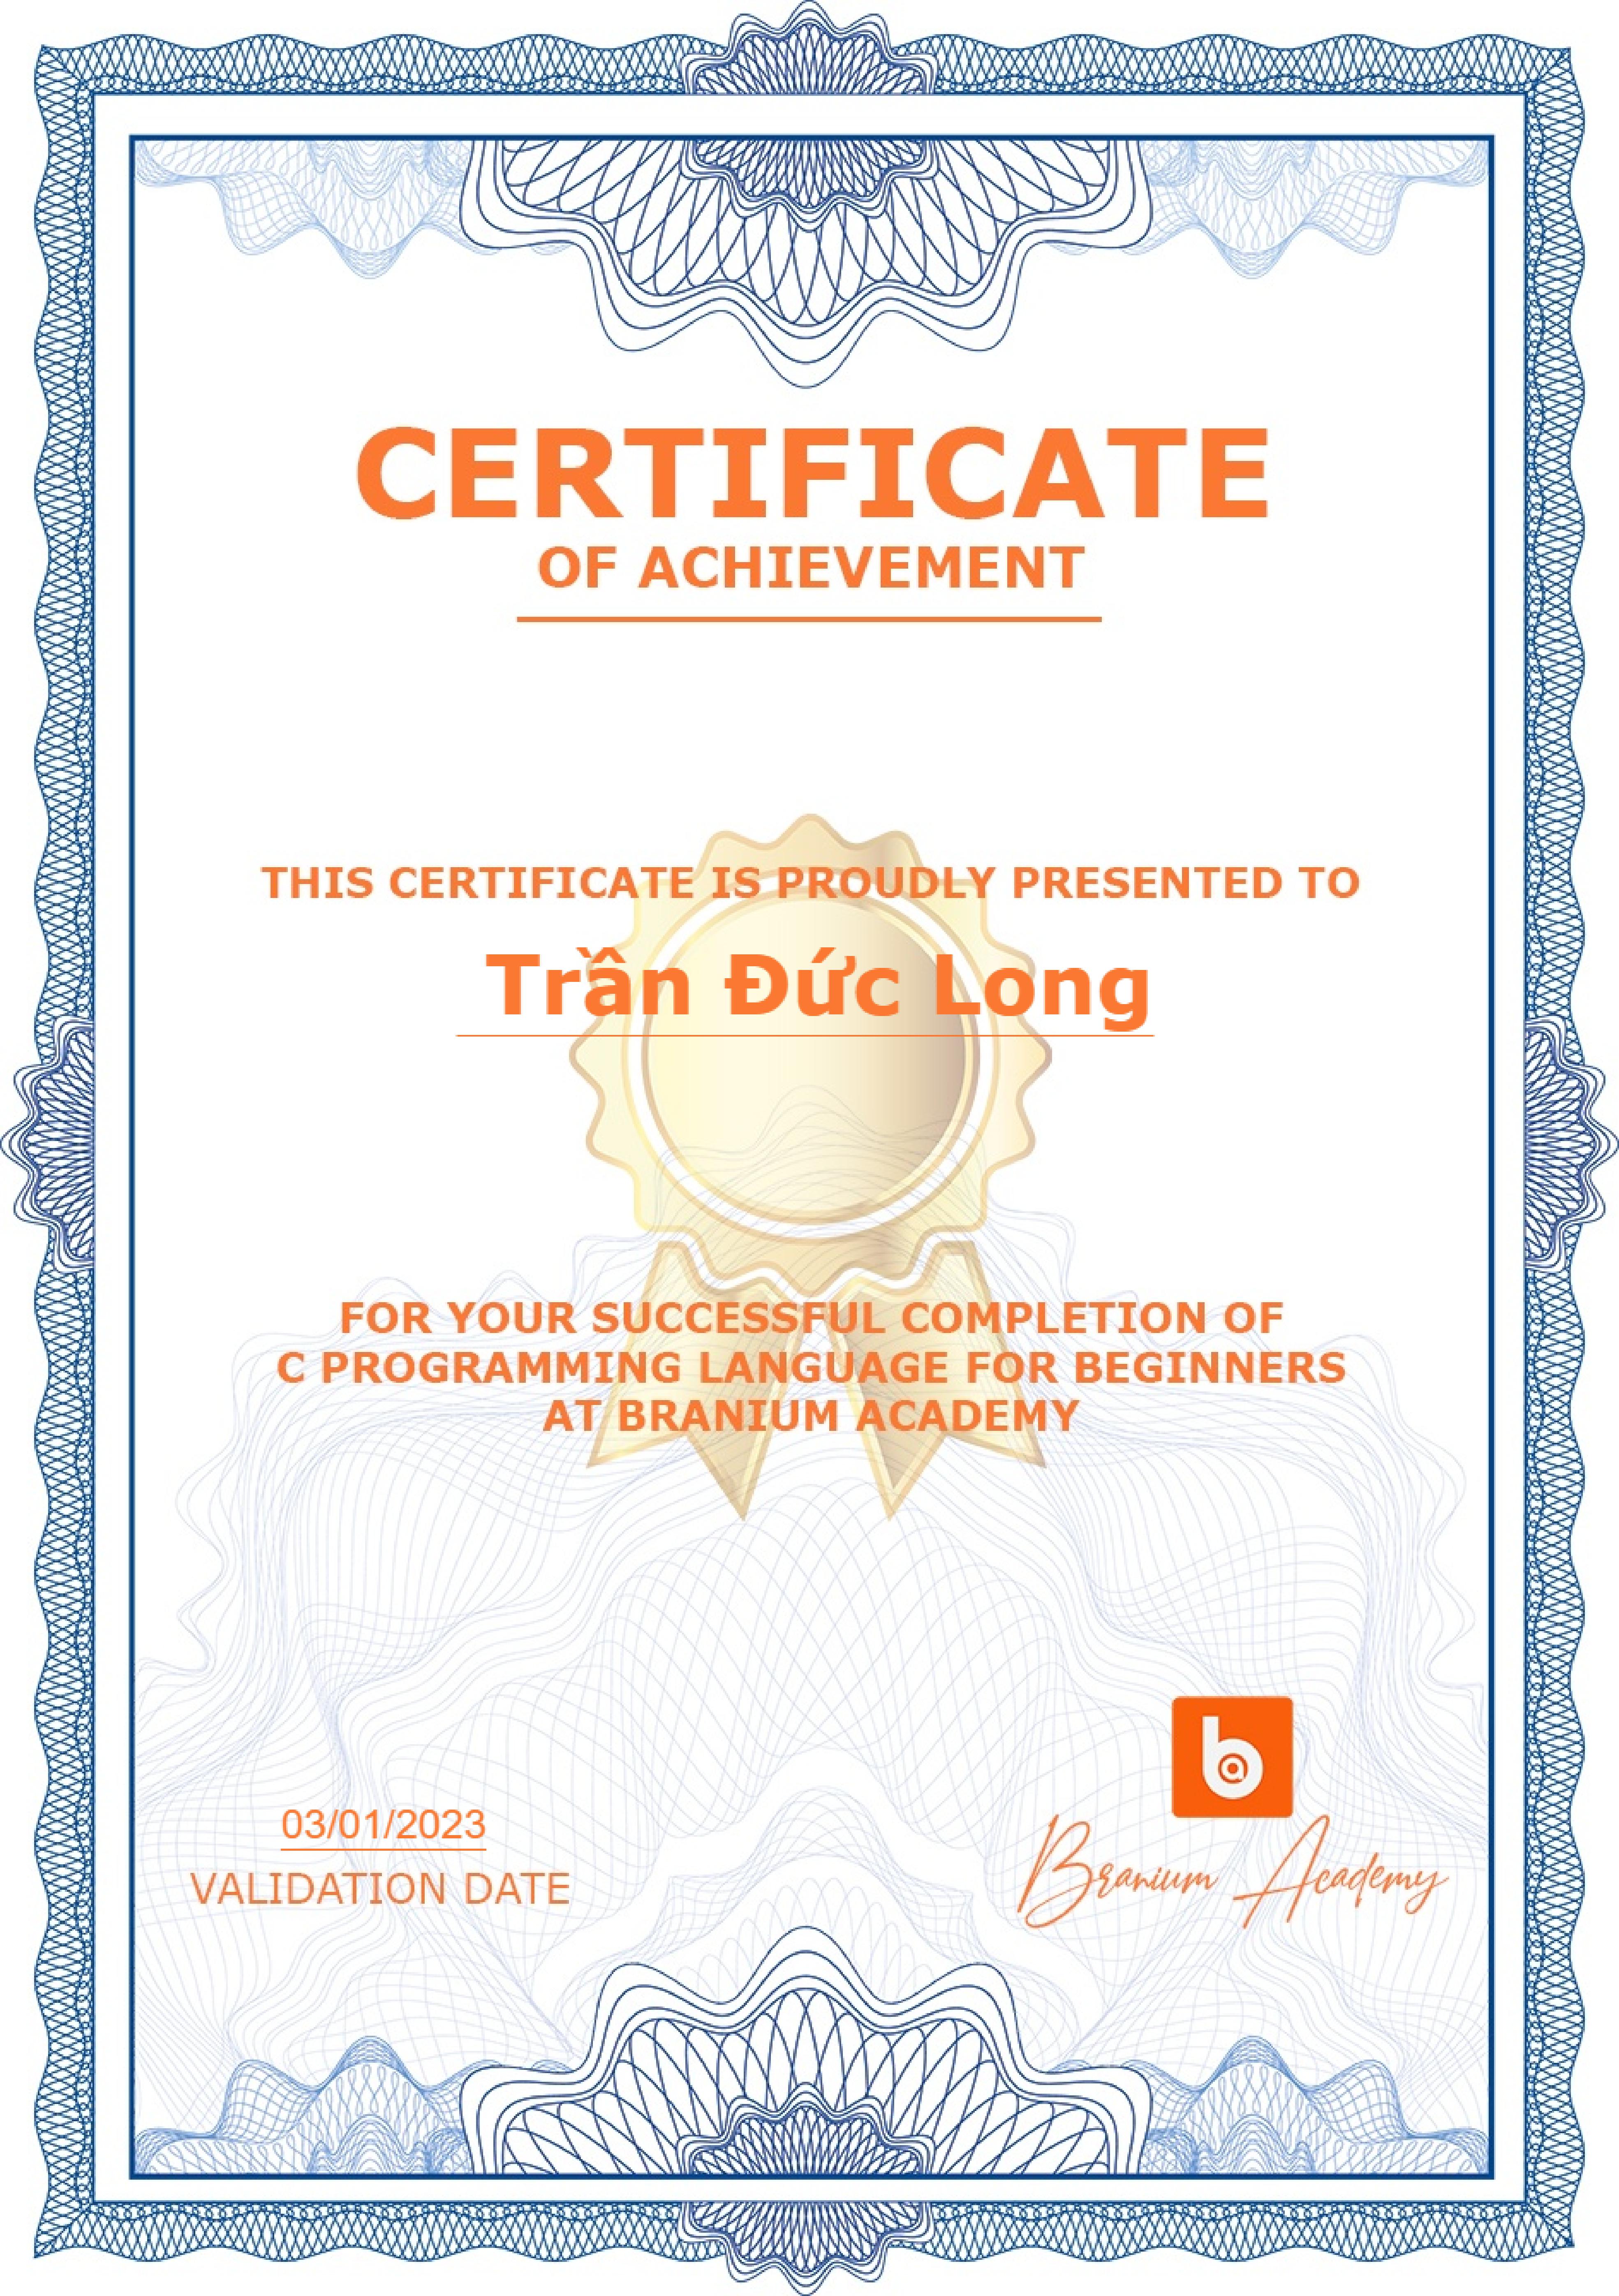 CERTIFICATE
OF ACHIEVEMENT
THIS CERTIFICATE IS PROUDLY PRESENTED TO
Trần Đức Long
FOR YOUR SUCCESSFUL COMPLETION OF
C PROGRAMMING LANGUAGE FOR BEGINNERS
AT BRANIUM ACADEMY
03/01/2023
VALIDATION DATE
b
Branium Academy